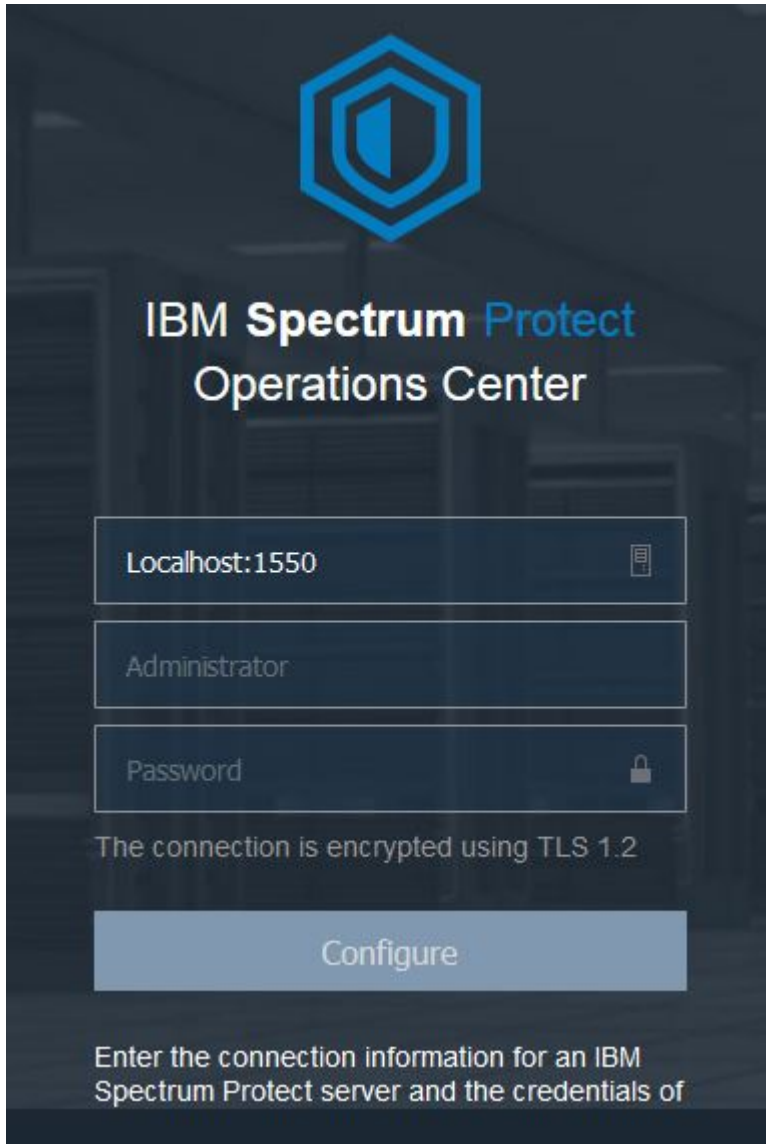 IBM Spectrum Protect
Operations Center
Localhost:1550
Administrator
Password
The connection is encrypted using TLS 1.2
Configure
Enter the connection information for an IBM
Spectrum Protect server and the credentials of